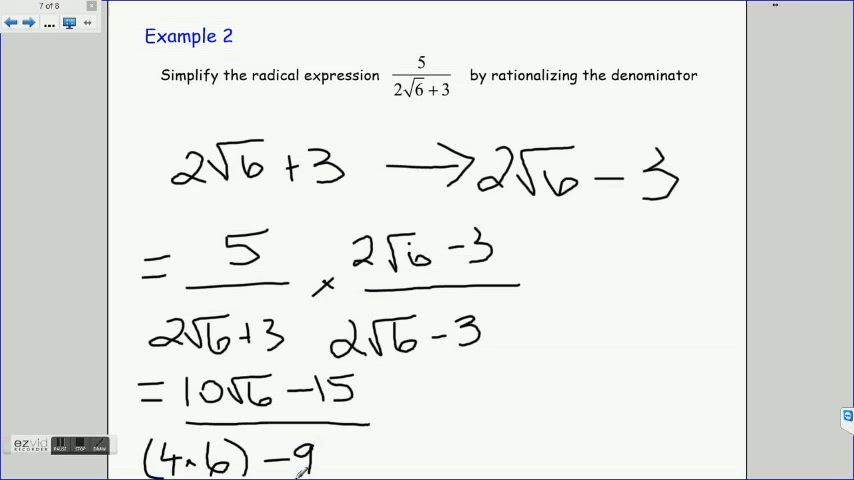 7 of 8
Example 2
Simplify the radical expression 5/(2√6+3) by rationalizing the denominator
2√6 + 3 → 2√6 − 3
= 5 × 2√6 − 3
2√6 + 3 2√6 − 3
= 10√6 − 15
(4×6) − 9
ezvid
RECORDER
PAUSE STOP DRAW